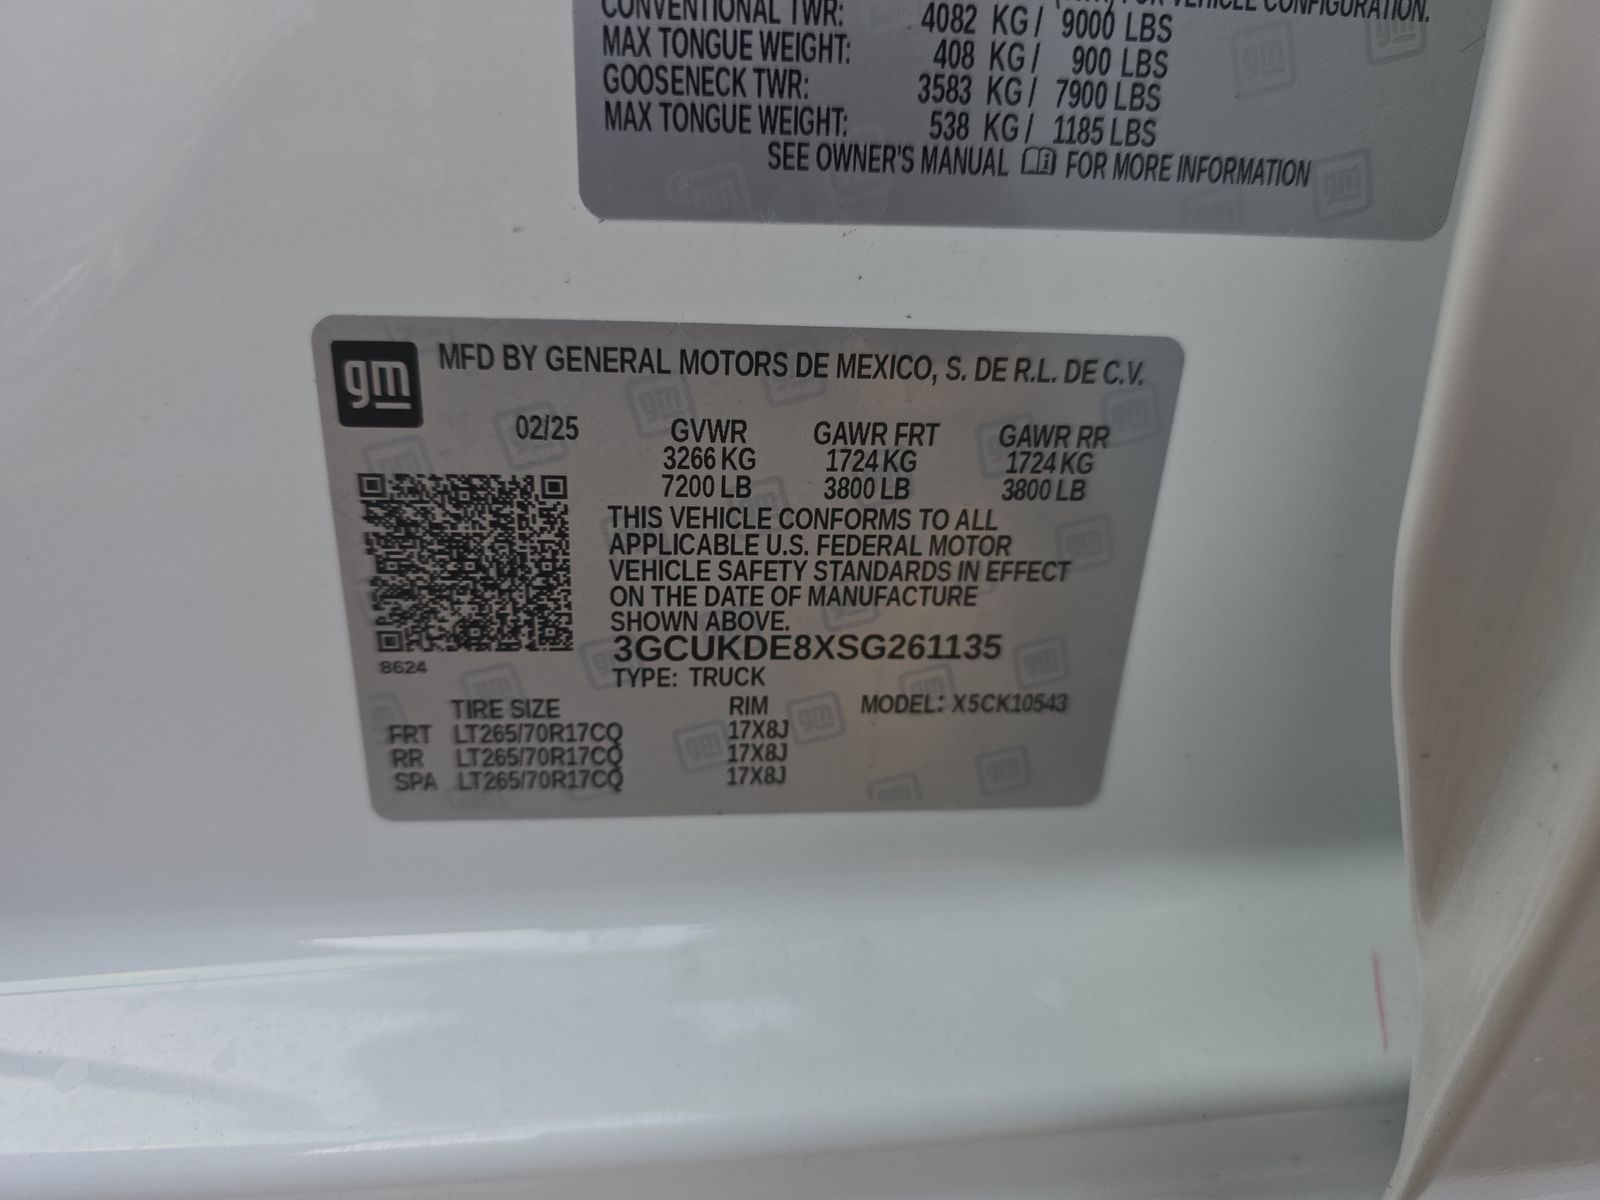 CONVENTIONAL TWR: 4082 KG/ 9000 LBS
FOR VEHICLE CONFIGURATION.
MAX TONGUE WEIGHT: 408 KG/ 900 LBS
GOOSENECK TWR: 3583 KG/ 7900 LBS
MAX TONGUE WEIGHT: 538 KG/ 1185 LBS
SEE OWNER'S MANUAL FOR MORE INFORMATION
gm MFD BY GENERAL MOTORS DE MEXICO, S. DE R.L. DE C.V.
02/25 GVWR GAWR FRT GAWR RR
3266 KG 1724 KG 1724 KG
7200 LB 3800 LB 3800 LB
THIS VEHICLE CONFORMS TO ALL
APPLICABLE U.S. FEDERAL MOTOR
VEHICLE SAFETY STANDARDS IN EFFECT
ON THE DATE OF MANUFACTURE
SHOWN ABOVE.
3GCUKDE8XSG261135
8624
TYPE: TRUCK
TIRE SIZE RIM MODEL: X5CK10543
FRT LT265/70R17CQ 17X8J
RR LT265/70R17CQ 17X8J
SPA LT265/70R17CQ 17X8J